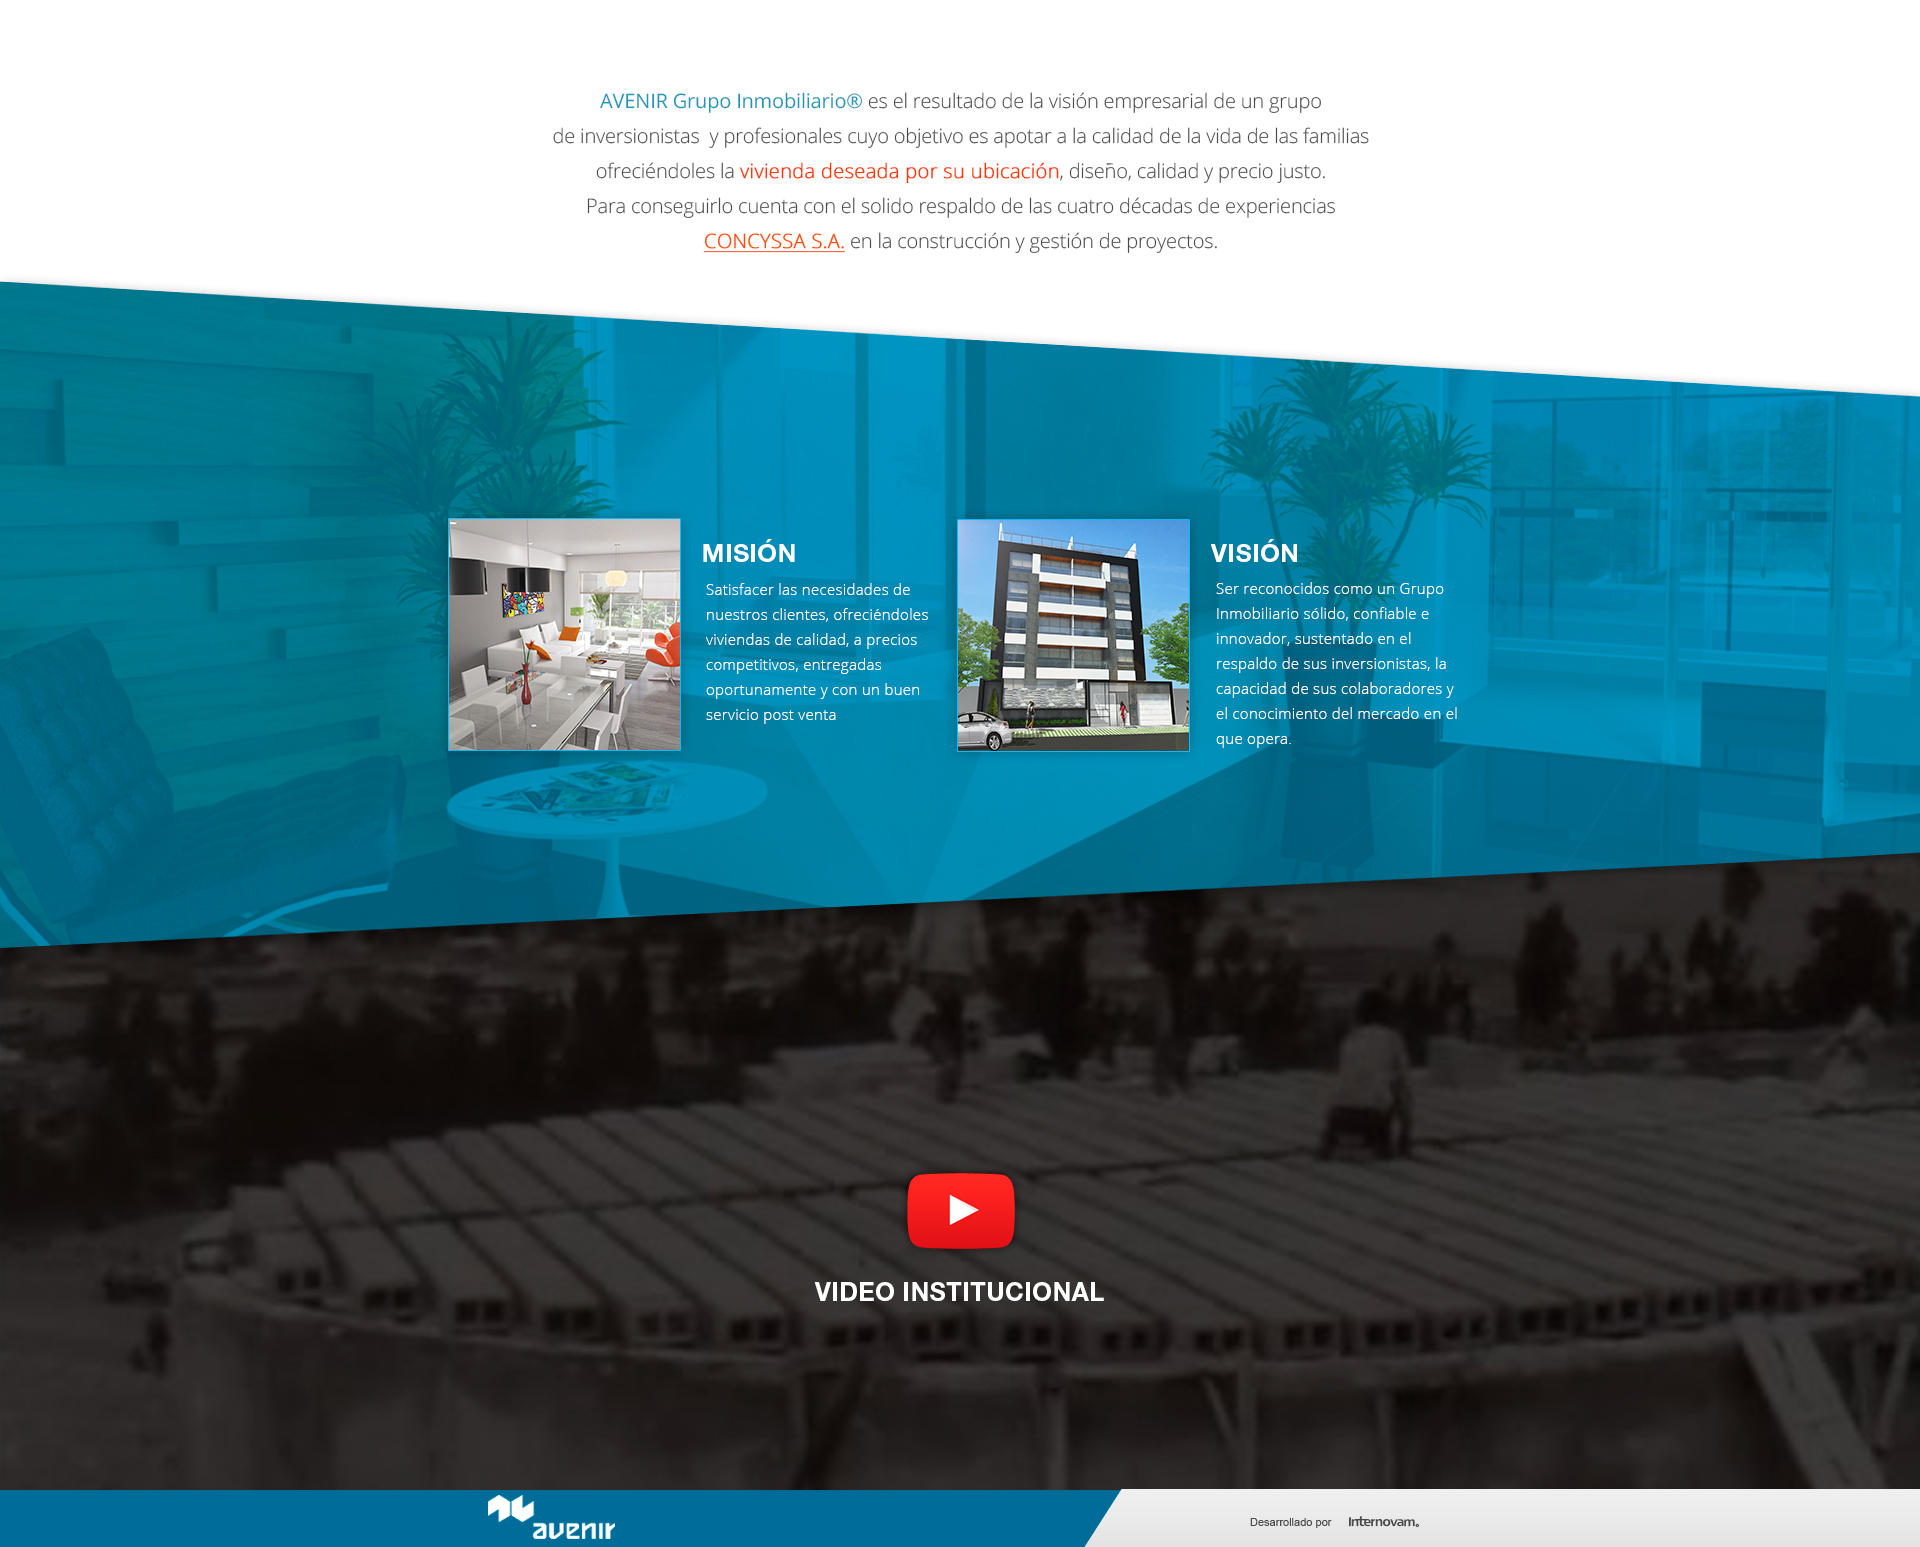 AVENIR Grupo Inmobiliario® es el resultado de la visión empresarial de un grupo
de inversionistas y profesionales cuyo objetivo es apotar a la calidad de la vida de las familias
ofreciéndoles la vivienda deseada por su ubicación, diseño, calidad y precio justo.
Para conseguirlo cuenta con el solido respaldo de las cuatro décadas de experiencias
CONCYSSA S.A. en la construcción y gestión de proyectos.
MISIÓN
Satisfacer las necesidades de
nuestros clientes, ofreciéndoles
viviendas de calidad, a precios
competitivos, entregadas
oportunamente y con un buen
servicio post venta
VISIÓN
Ser reconocidos como un Grupo
Inmobiliario sólido, confiable e
innovador, sustentado en el
respaldo de sus inversionistas, la
capacidad de sus colaboradores y
el conocimiento del mercado en el
que opera.
VIDEO INSTITUCIONAL
avenir
Desarrollado por Internovam.